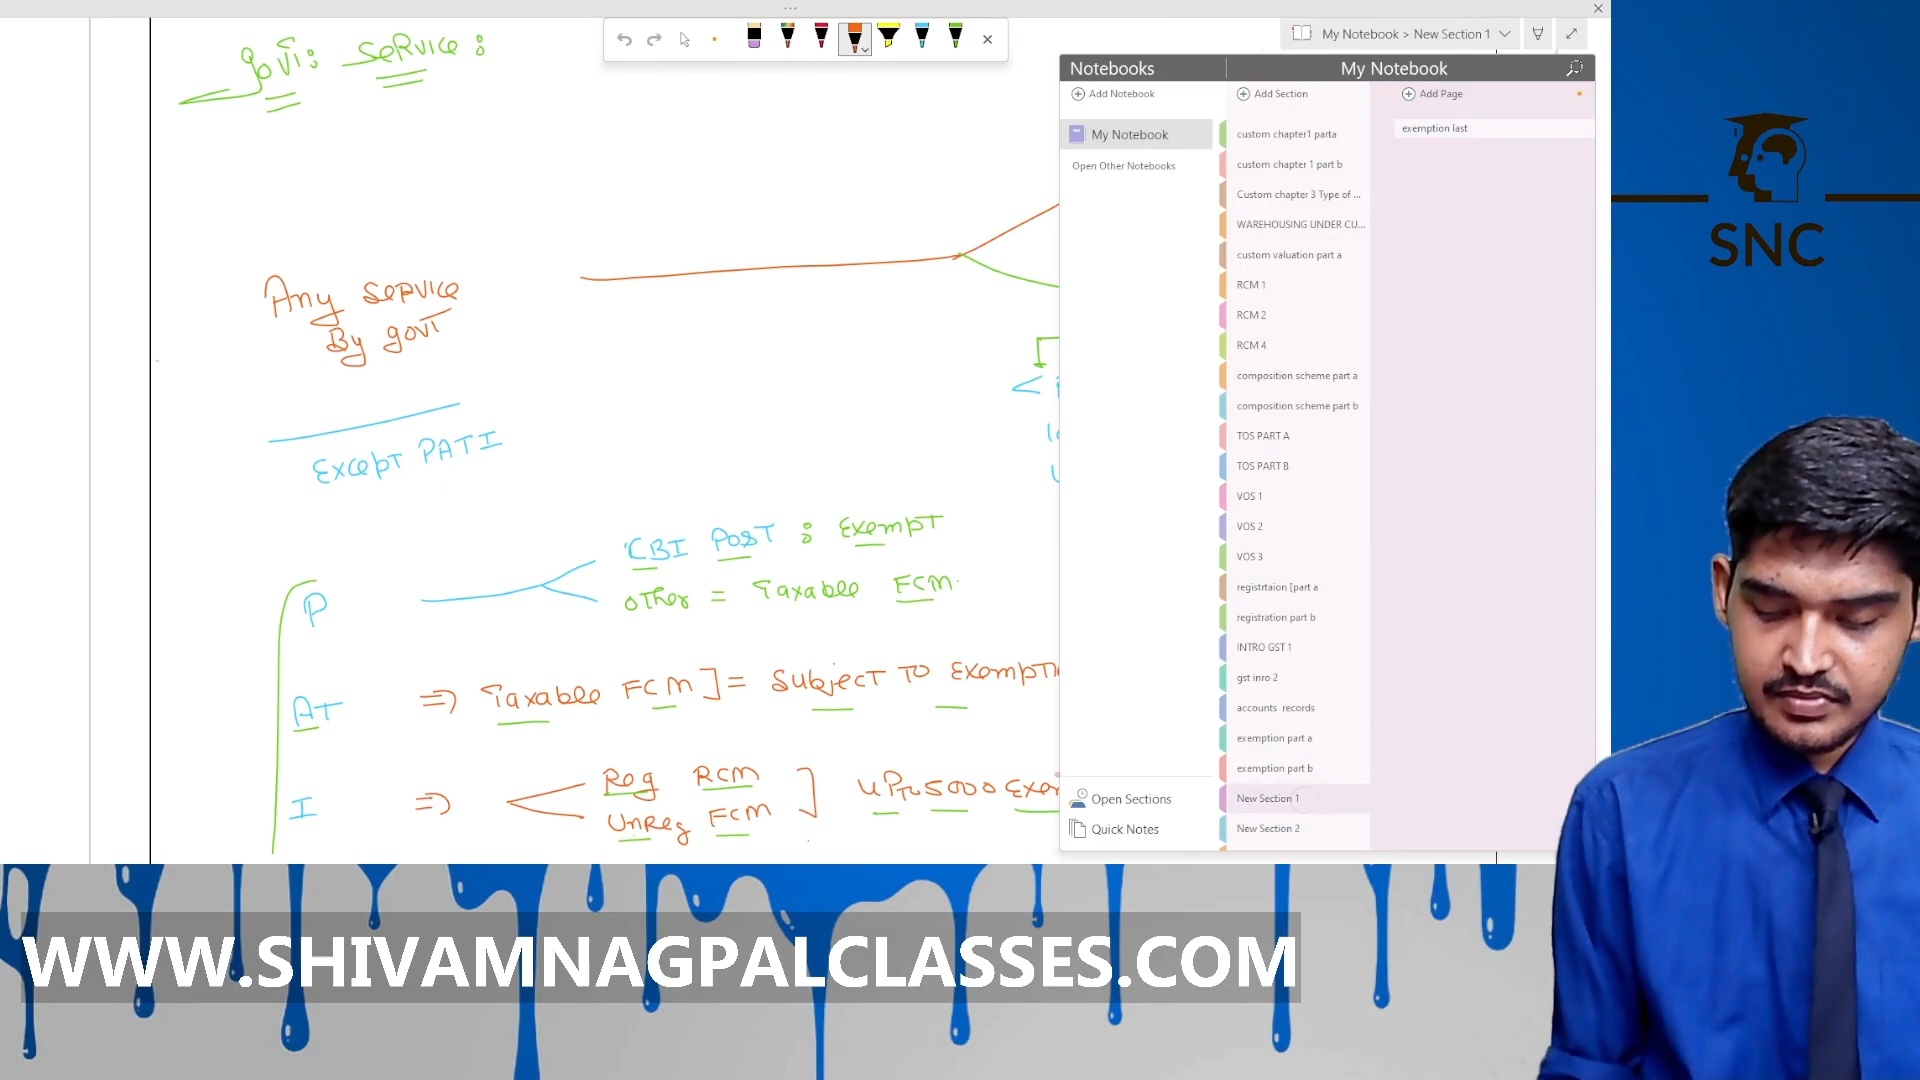 My Notebook > New Section 1
Govt: Service:
Notebooks
My Notebook
Add Notebook
Add Section
Add Page
My Notebook
Open Other Notebooks
custom chapter1 parta
custom chapter 1 part b
Custom chapter 3 Type of ...
WAREHOUSING UNDER CU...
custom valuation part a
RCM 1
RCM 2
RCM 4
composition scheme part a
composition scheme part b
TOS PART A
TOS PART B
VOS 1
VOS 2
VOS 3
registrtaion [part a
registration part b
INTRO GST 1
gst inro 2
accounts records
exemption part a
exemption part b
New Section 1
New Section 2
exemption last
Open Sections
Quick Notes
Any service
By govt
Except PATI
P
CBI POST : Exempt
other = Taxable FCM
AT
=> Taxable FCM ] = Subject To
I
=> Reg RCM
UnReg FCM ] UPTo 5000
SNC
WWW.SHIVAMNAGPALCLASSES.COM